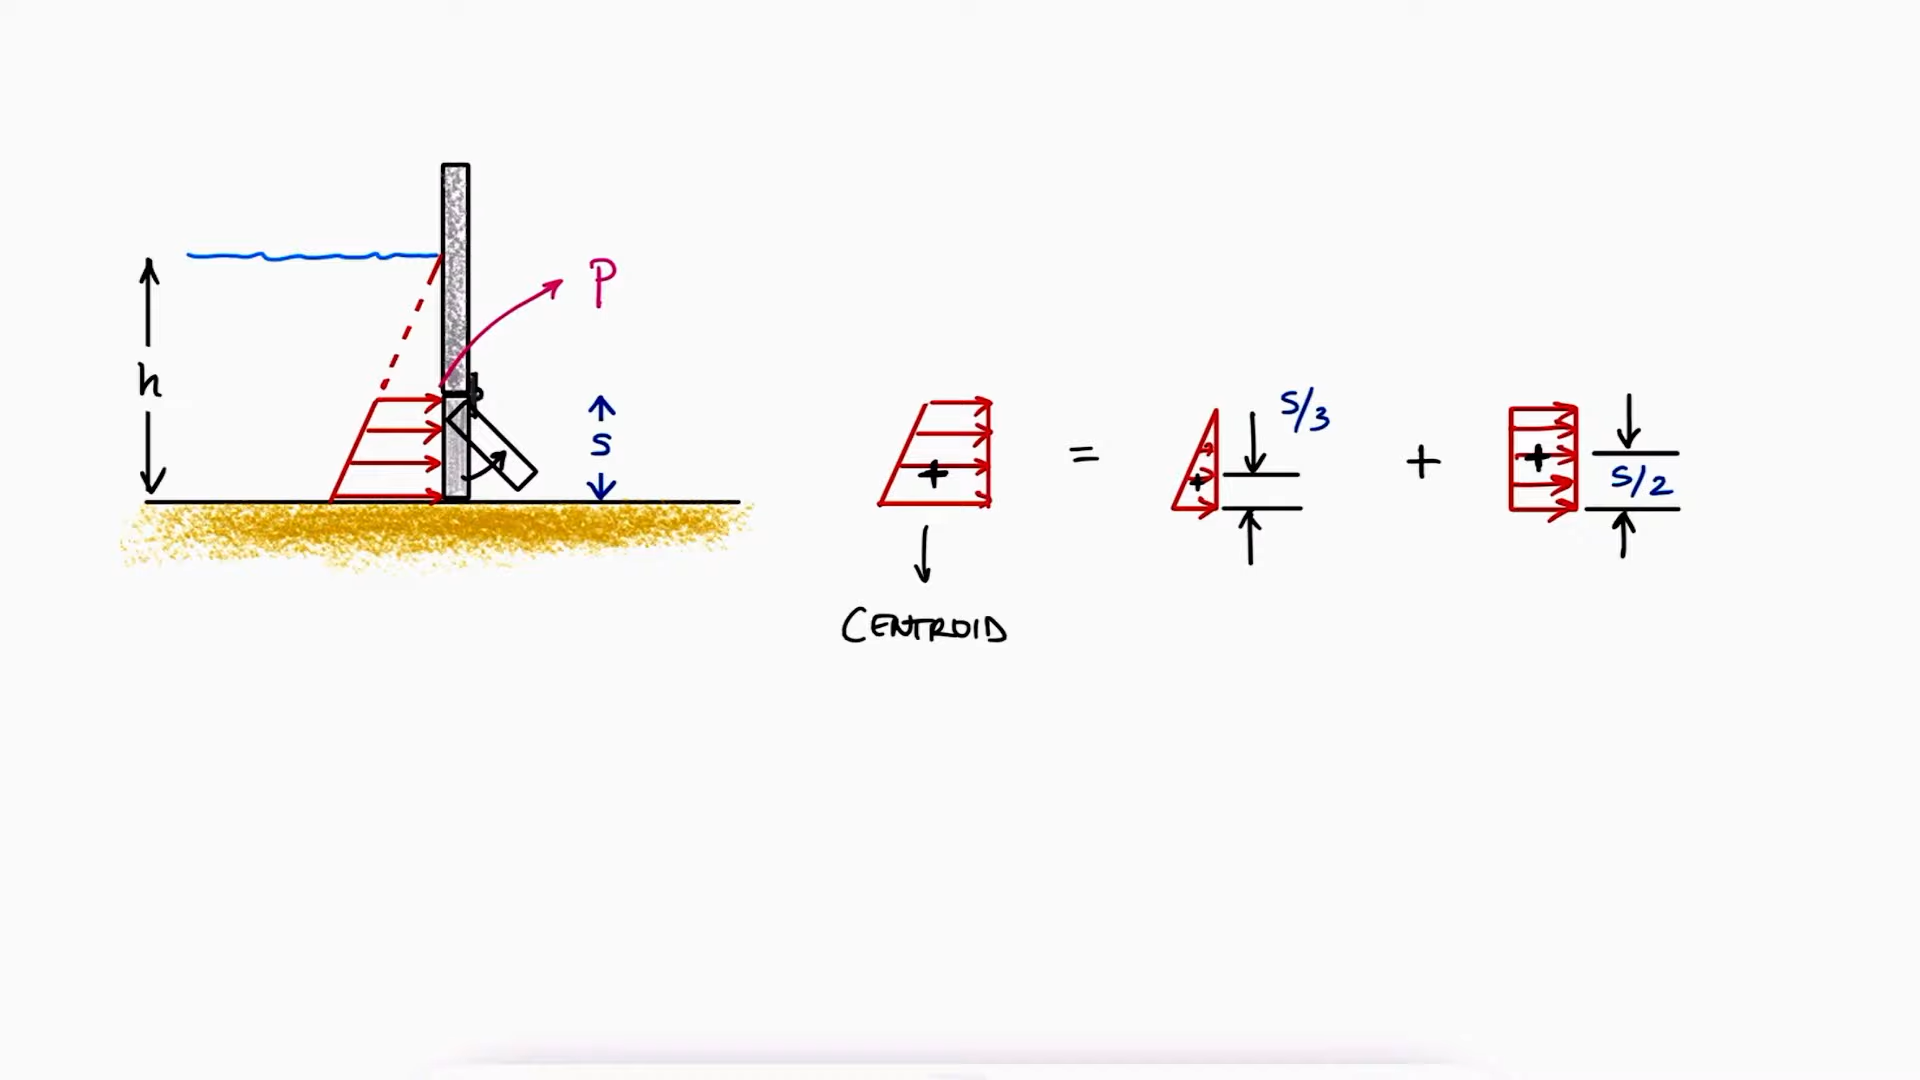 P
h
S
=
S/3
+
S/2
CENTROID